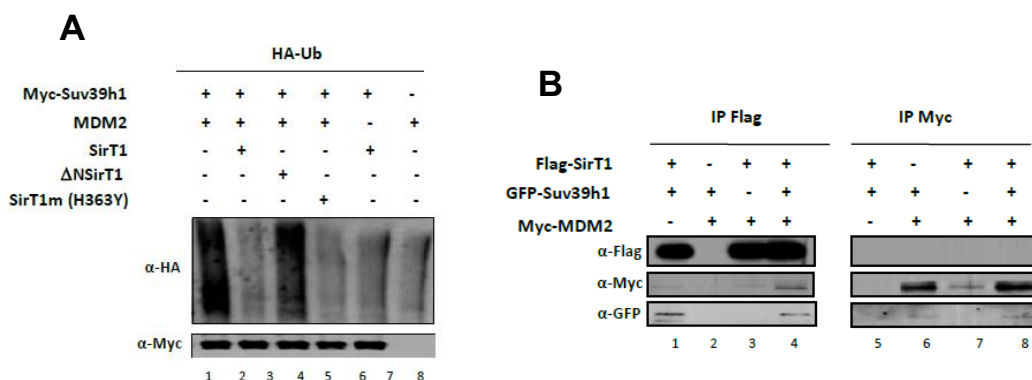 A
HA-Ub
Myc-Suv39h1 + + + + + -
MDM2 + + + + - +
SirT1 - + - - + -
ΔNSirT1 - - + - - -
SirT1m (H363Y) - - - + - -
α-HA
α-Myc
1 2 3 4 5 6 7 8
B
IP Flag IP Myc
Flag-SirT1 + - + + + - + +
GFP-Suv39h1 + + - + + + - +
Myc-MDM2 - + + + - + + +
α-Flag
α-Myc
α-GFP
1 2 3 4 5 6 7 8